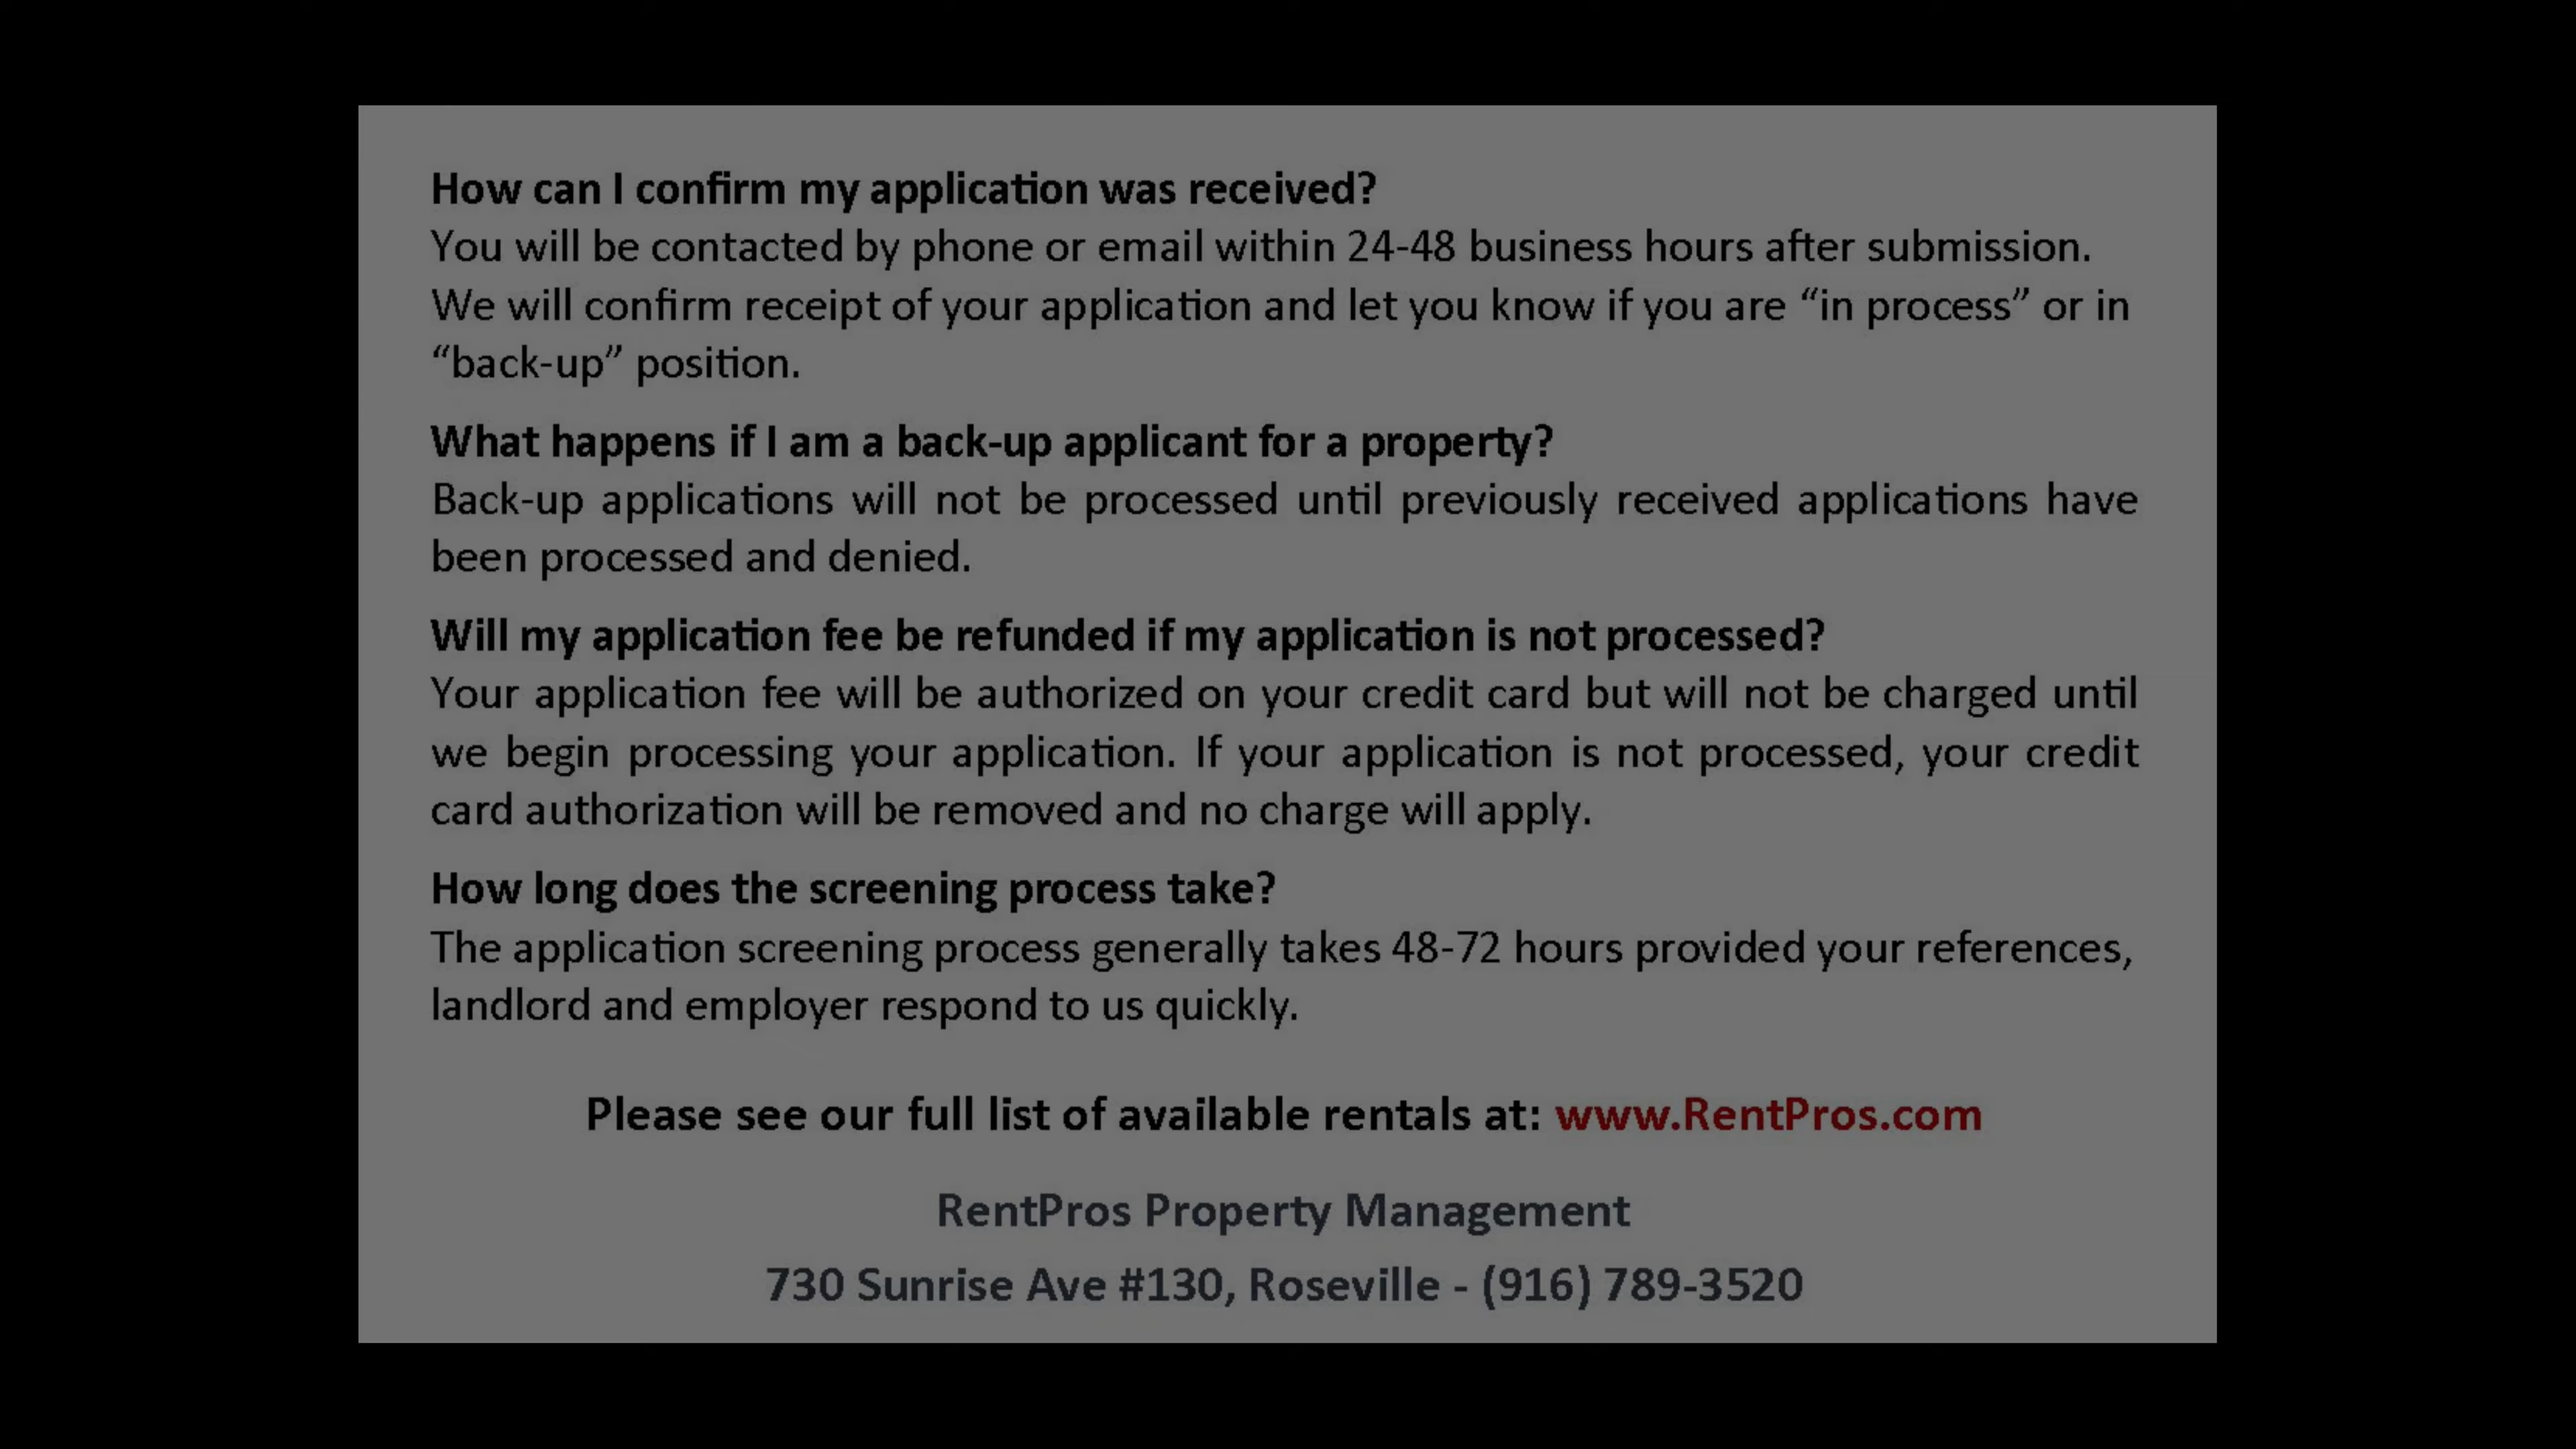 How can I confirm my application was received?
You will be contacted by phone or email within 24-48 business hours after submission.
We will confirm receipt of your application and let you know if you are “in process” or in
“back-up” position.
What happens if I am a back-up applicant for a property?
Back-up applications will not be processed until previously received applications have
been processed and denied.
Will my application fee be refunded if my application is not processed?
Your application fee will be authorized on your credit card but will not be charged until
we begin processing your application. If your application is not processed, your credit
card authorization will be removed and no charge will apply.
How long does the screening process take?
The application screening process generally takes 48-72 hours provided your references,
landlord and employer respond to us quickly.
Please see our full list of available rentals at: www.RentPros.com
RentPros Property Management
730 Sunrise Ave #130, Roseville - (916) 789-3520